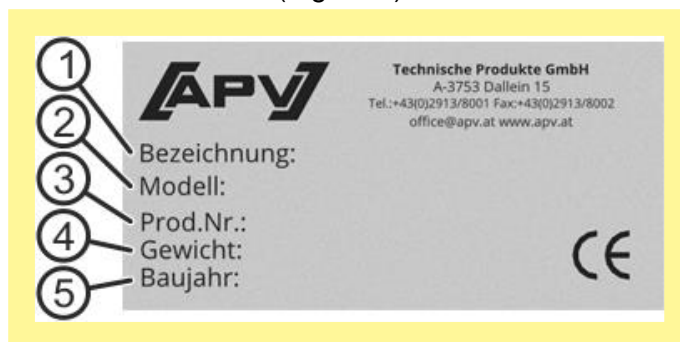 APV
Technische Produkte GmbH
A-3753 Dallein 15
Tel.:+43(0)2913/8001 Fax:+43(0)2913/8002
office@apv.at www.apv.at
1 Bezeichnung:
2 Modell:
3 Prod.Nr.:
4 Gewicht:
5 Baujahr:
CE